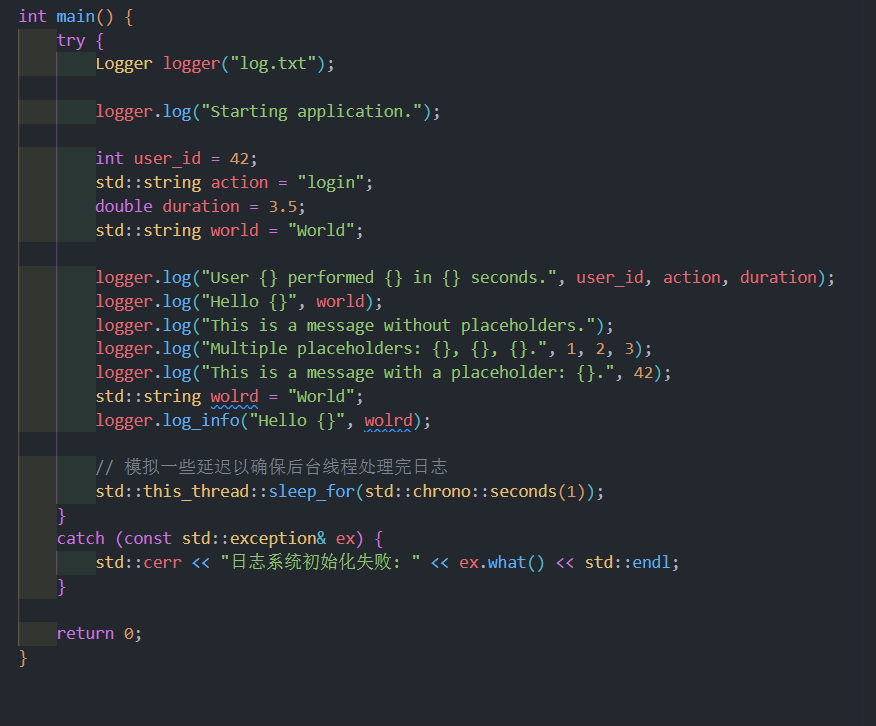 int main() {
try {
Logger logger("log.txt");
logger.log("Starting application.");
int user_id = 42;
std::string action = "login";
double duration = 3.5;
std::string world = "World";
logger.log("User {} performed {} in {} seconds.", user_id, action, duration);
logger.log("Hello {}", world);
logger.log("This is a message without placeholders.");
logger.log("Multiple placeholders: {}, {}, {}.", 1, 2, 3);
logger.log("This is a message with a placeholder: {}.", 42);
std::string wolrd = "World";
logger.log_info("Hello {}", wolrd);
// 模拟一些延迟以确保后台线程处理完日志
std::this_thread::sleep_for(std::chrono::seconds(1));
}
catch (const std::exception& ex) {
std::cerr << "日志系统初始化失败: " << ex.what() << std::endl;
}
return 0;
}